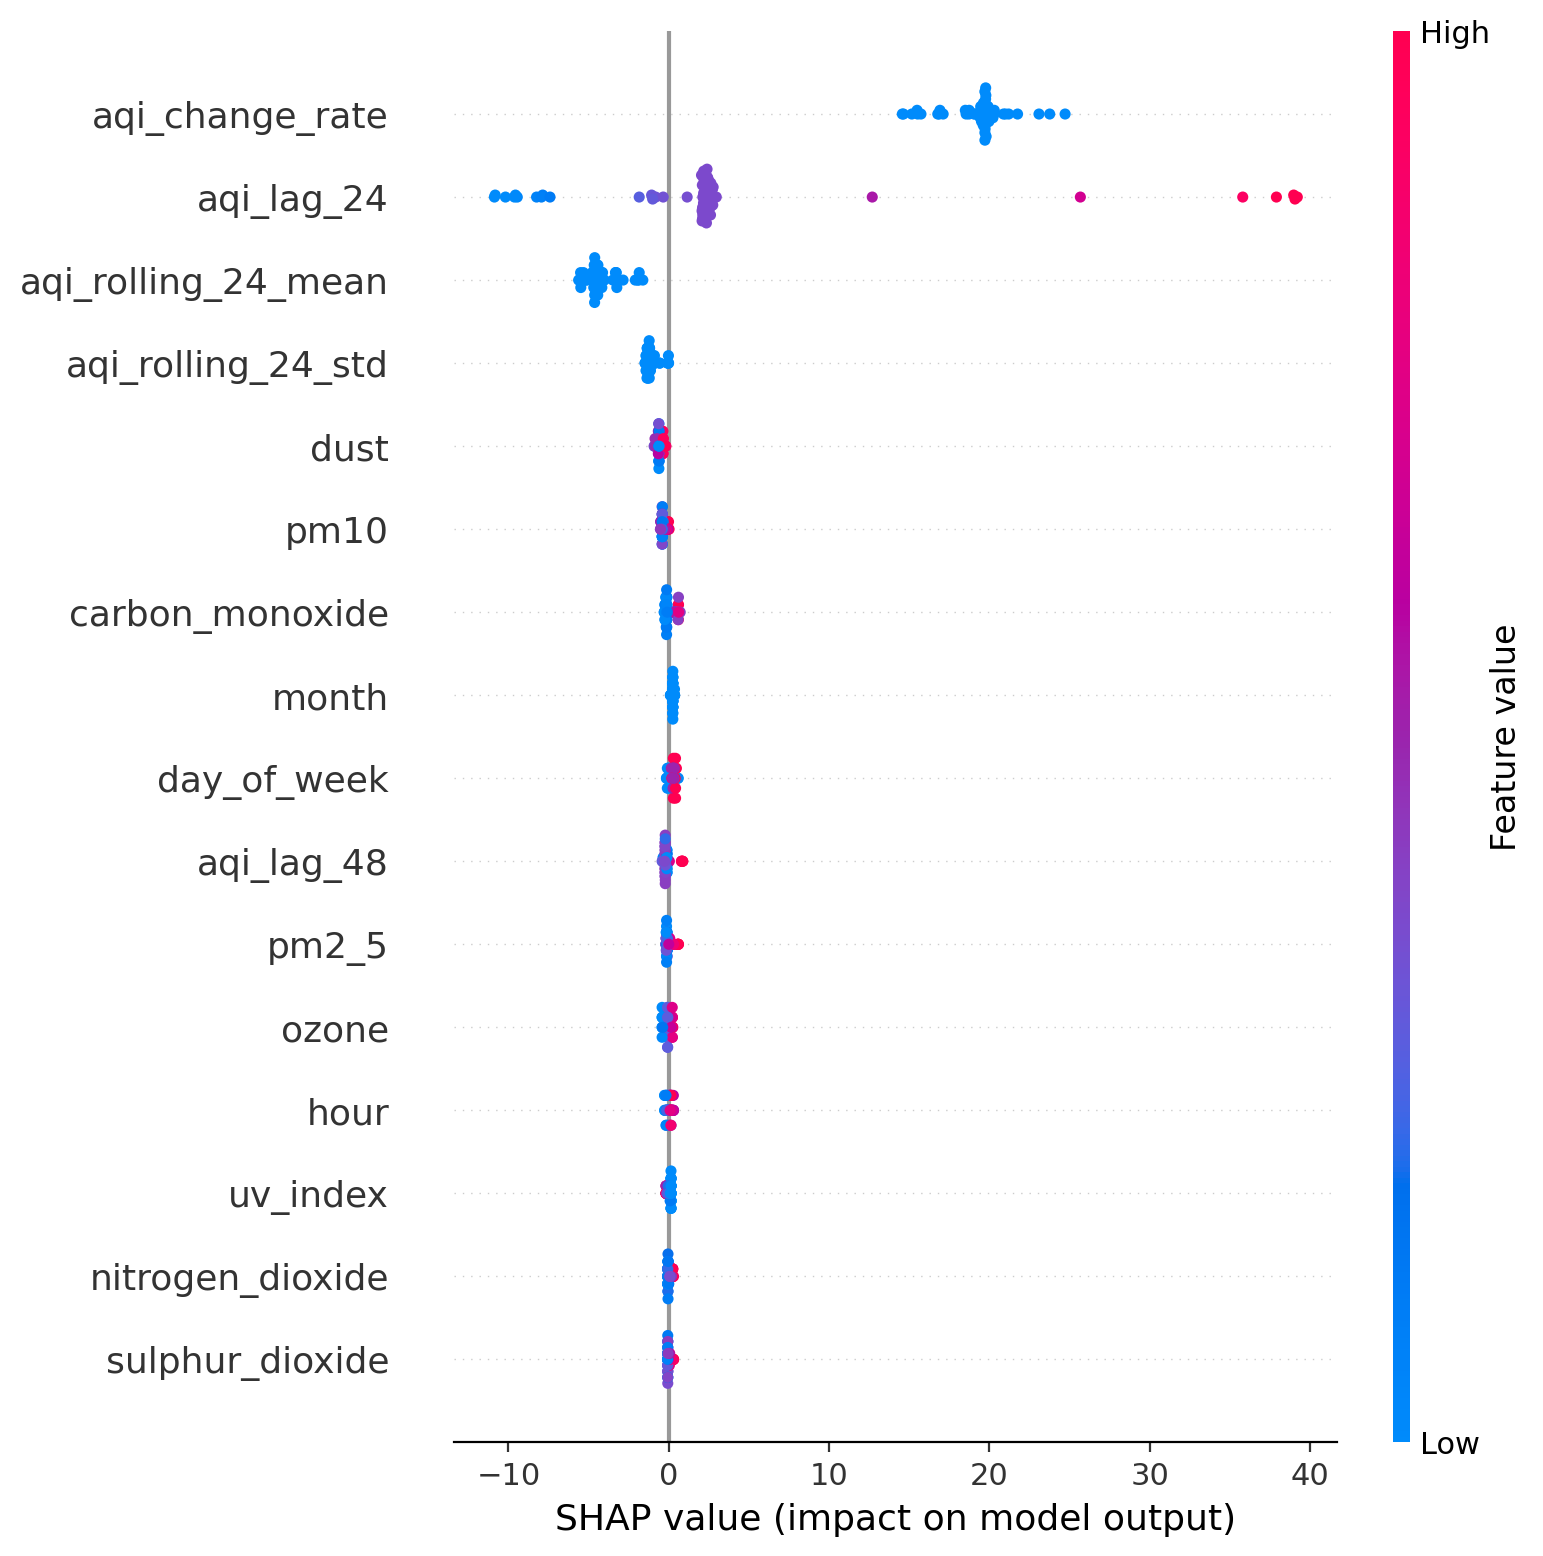 High
aqi_change_rate
aqi_lag_24
aqi_rolling_24_mean
aqi_rolling_24_std
dust
pm10
carbon_monoxide
month
day_of_week
aqi_lag_48
pm2_5
ozone
hour
uv_index
nitrogen_dioxide
sulphur_dioxide
Feature value
Low
−10 0 10 20 30 40
SHAP value (impact on model output)